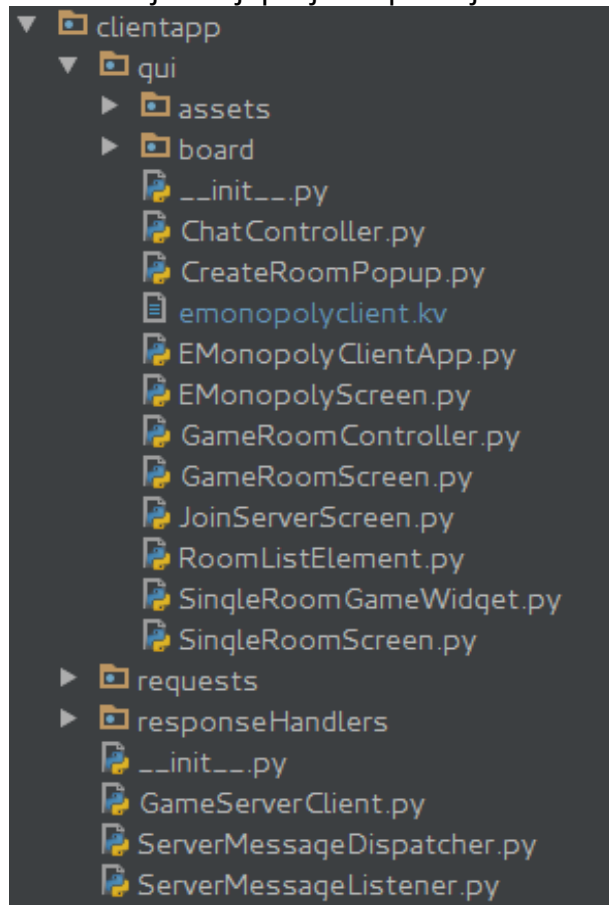 clientapp
gui
assets
board
__init__.py
ChatController.py
CreateRoomPopup.py
emonopolyclient.kv
EMonopolyClientApp.py
EMonopolyScreen.py
GameRoomController.py
GameRoomScreen.py
JoinServerScreen.py
RoomListElement.py
SingleRoomGameWidget.py
SingleRoomScreen.py
requests
responseHandlers
__init__.py
GameServerClient.py
ServerMessageDispatcher.py
ServerMessageListener.py